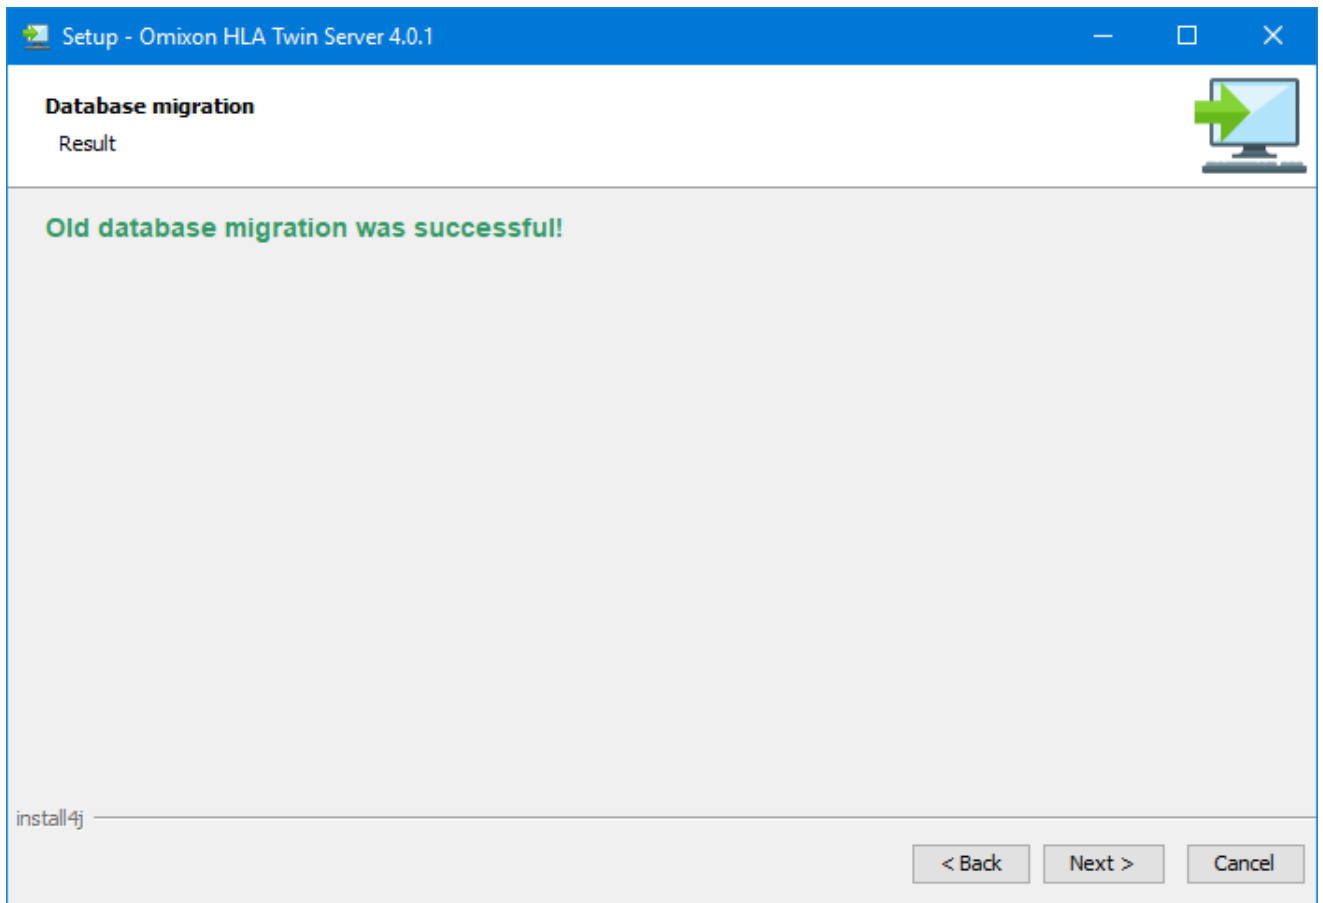 Setup - Omixon HLA Twin Server 4.0.1
Database migration
Result
Old database migration was successful!
install4j
< Back Next > Cancel